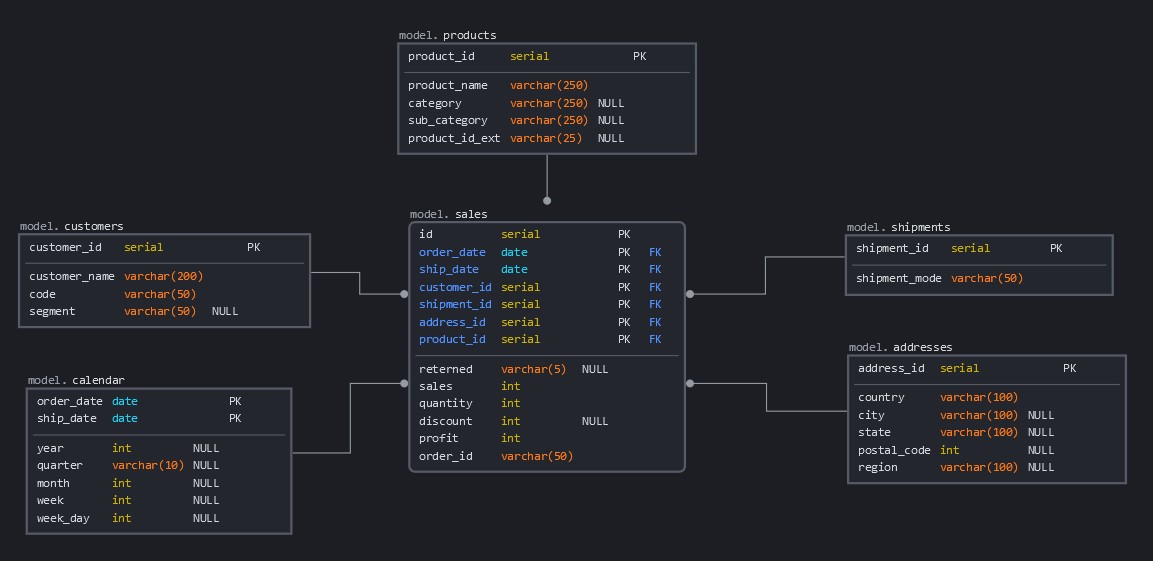 model. products
product_id serial PK
product_name varchar(250)
category varchar(250) NULL
sub_category varchar(250) NULL
product_id_ext varchar(25) NULL
model. customers
customer_id serial PK
customer_name varchar(200)
code varchar(50)
segment varchar(50) NULL
model. calendar
order_date date PK
ship_date date PK
year int NULL
quarter varchar(10) NULL
month int NULL
week int NULL
week_day int NULL
model. sales
id serial PK
order_date date PK FK
ship_date date PK FK
customer_id serial PK FK
shipment_id serial PK FK
address_id serial PK FK
product_id serial PK FK
reterned varchar(5) NULL
sales int
quantity int
discount int NULL
profit int
order_id varchar(50)
model. shipments
shipment_id serial PK
shipment_mode varchar(50)
model. addresses
address_id serial PK
country varchar(100)
city varchar(100) NULL
state varchar(100) NULL
postal_code int NULL
region varchar(100) NULL